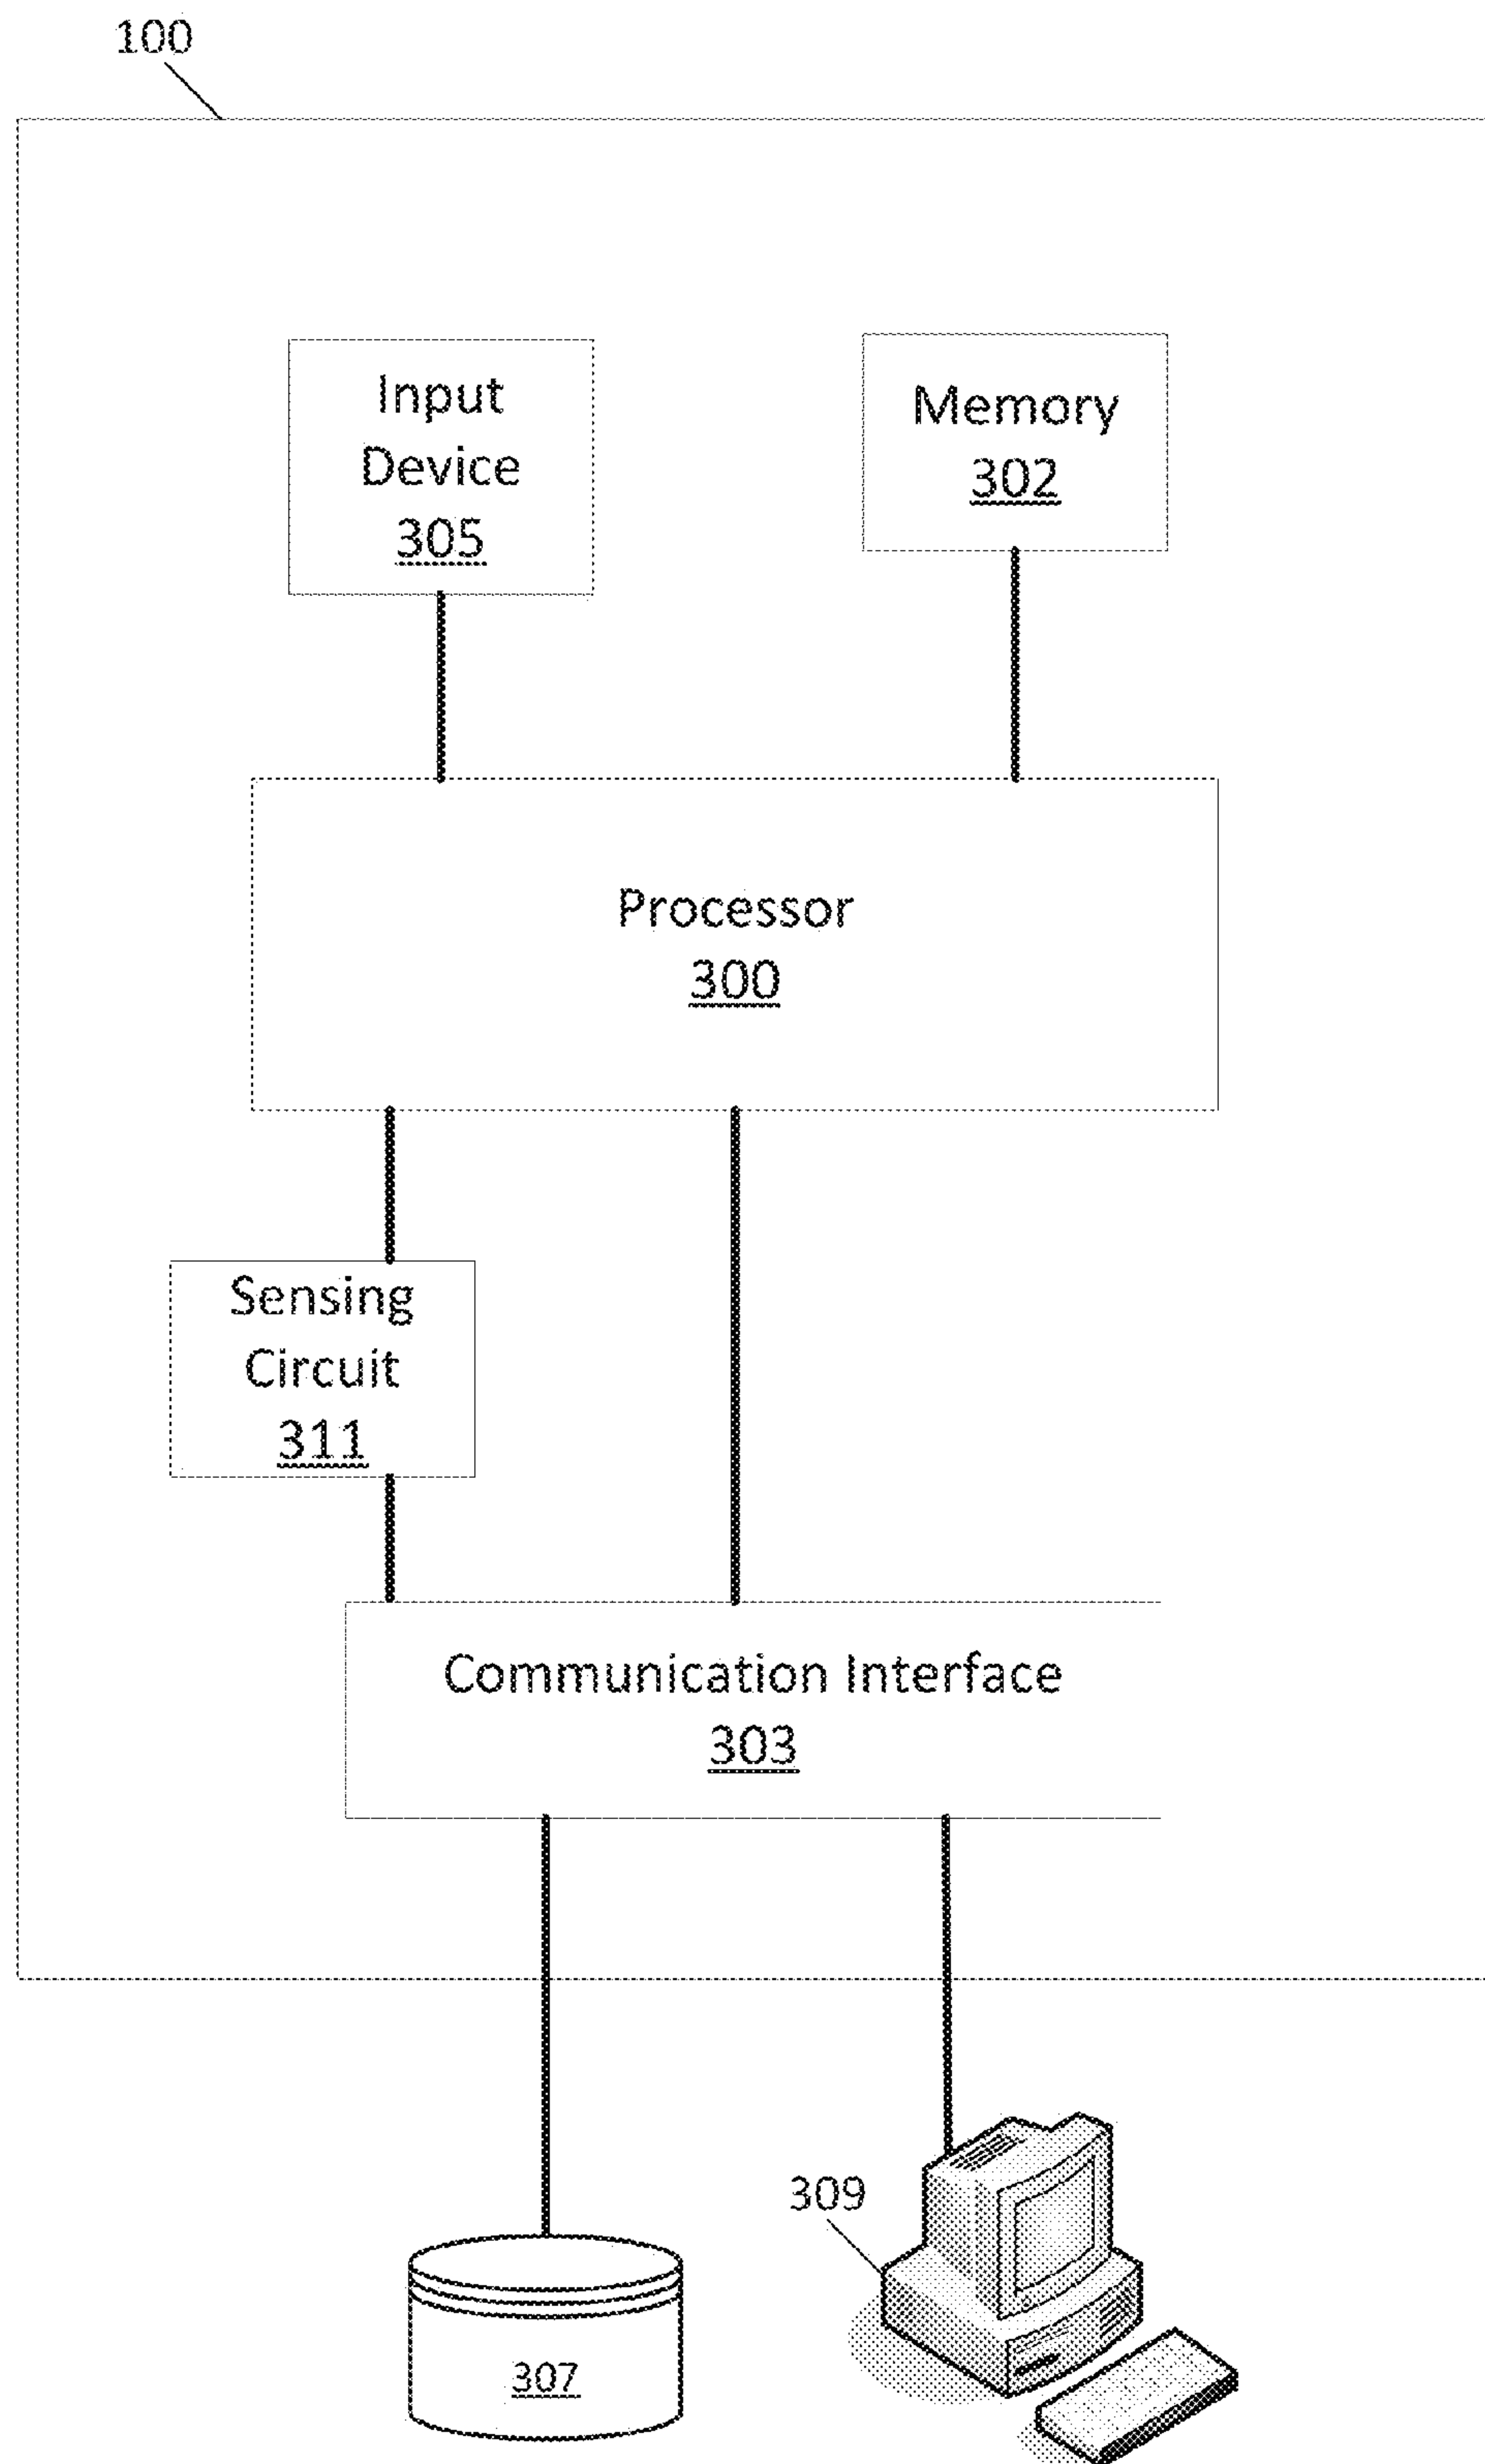 100
Input
Device
305
Memory
302
Processor
300
Sensing
Circuit
311
Communication Interface
303
309
307